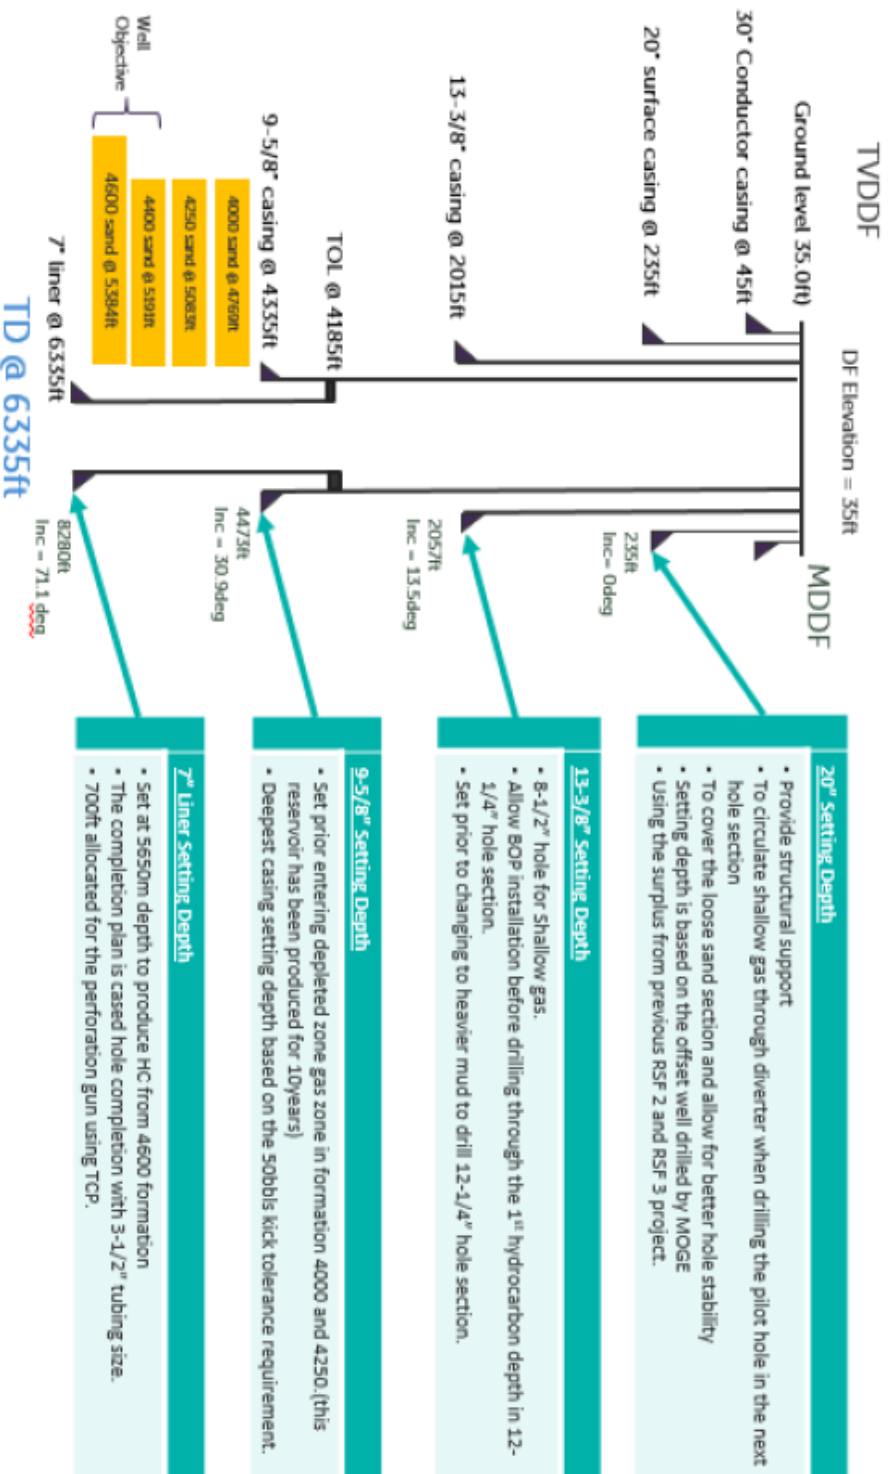 TVDDF
DF Elevation = 35ft
MDDF
Ground level 35.0ft)
30" Conductor casing @ 45ft
20" surface casing @ 235ft
13-3/8" casing @ 2015ft
TOL @ 4185ft
9-5/8" casing @ 4335ft
4000 sand @ 4769ft
4250 sand @ 5083ft
4400 sand @ 5191ft
4600 sand @ 5384ft
Well
Objective
7" liner @ 6335ft
TD @ 6335ft
235ft
Inc= 0deg
2057ft
Inc = 13.5deg
4473ft
Inc = 30.9deg
8280ft
Inc = 71.1 deg
20" Setting Depth
• Provide structural support
• To circulate shallow gas through diverter when drilling the pilot hole in the next
hole section
• To cover the loose sand section and allow for better hole stability
• Setting depth is based on the offset well drilled by MOGE
• Using the surplus from previous RSF 2 and RSF 3 project.
13-3/8" Setting Depth
• 8-1/2" hole for Shallow gas.
• Allow BOP installation before drilling through the 1st hydrocarbon depth in 12-
1/4" hole section.
• Set prior to changing to heavier mud to drill 12-1/4" hole section.
9-5/8" Setting Depth
• Set prior entering depleted zone gas zone in formation 4000 and 4250.(this
reservoir has been produced for 10years)
• Deepest casing setting depth based on the 50bbls kick tolerance requirement.
7" Liner Setting Depth
• Set at 5650m depth to produce HC from 4600 formation
• The completion plan is cased hole completion with 3-1/2" tubing size.
• 700ft allocated for the perforation gun using TCP.